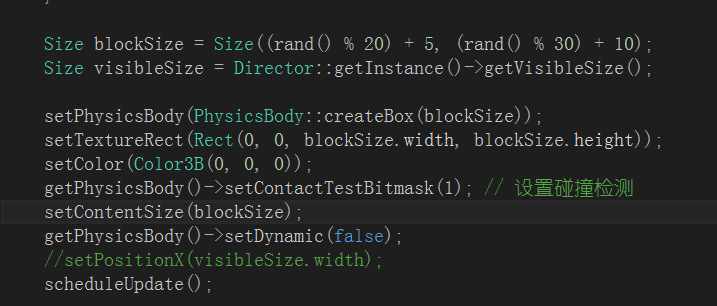 Size blockSize = Size((rand() % 20) + 5, (rand() % 30) + 10);
Size visibleSize = Director::getInstance()->getVisibleSize();
setPhysicsBody(PhysicsBody::createBox(blockSize));
setTextureRect(Rect(0, 0, blockSize.width, blockSize.height));
setColor(Color3B(0, 0, 0));
getPhysicsBody()->setContactTestBitmask(1); // 设置碰撞检测
setContentSize(blockSize);
getPhysicsBody()->setDynamic(false);
//setPositionX(visibleSize.width);
scheduleUpdate();